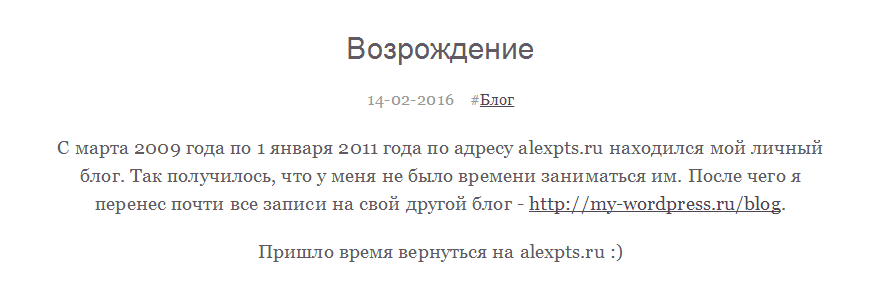 Возрождение
14-02-2016 #Блог
С марта 2009 года по 1 января 2011 года по адресу alexpts.ru находился мой личный
блог. Так получилось, что у меня не было времени заниматься им. После чего я
перенес почти все записи на свой другой блог - http://my-wordpress.ru/blog.
Пришло время вернуться на alexpts.ru :)